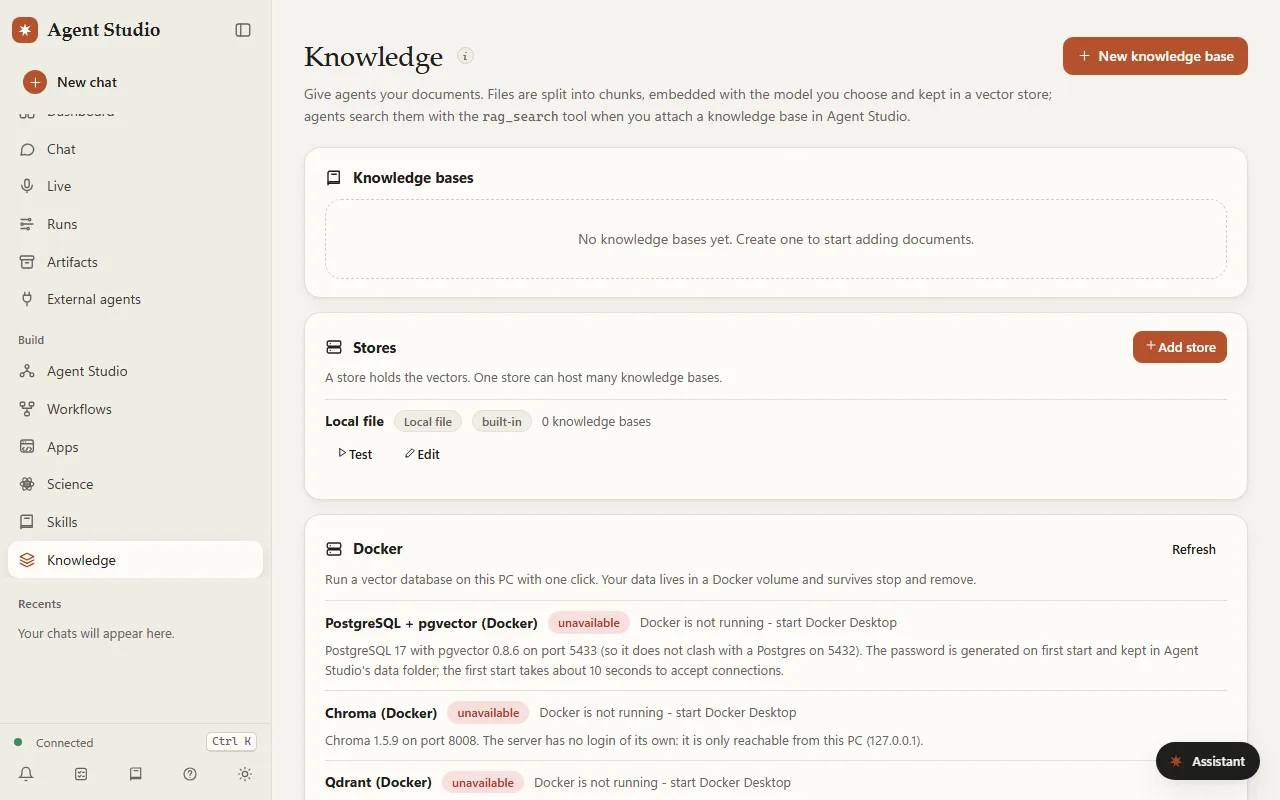 Agent Studio
New chat
Dashboard
Chat
Live
Runs
Artifacts
External agents
Build
Agent Studio
Workflows
Apps
Science
Skills
Knowledge
Recents
Your chats will appear here.
Connected
Ctrl K
Knowledge
New knowledge base
Give agents your documents. Files are split into chunks, embedded with the model you choose and kept in a vector store;
agents search them with the rag_search tool when you attach a knowledge base in Agent Studio.
Knowledge bases
No knowledge bases yet. Create one to start adding documents.
Stores
Add store
A store holds the vectors. One store can host many knowledge bases.
Local file Local file built-in 0 knowledge bases
Test Edit
Docker
Refresh
Run a vector database on this PC with one click. Your data lives in a Docker volume and survives stop and remove.
PostgreSQL + pgvector (Docker) unavailable Docker is not running - start Docker Desktop
PostgreSQL 17 with pgvector 0.8.6 on port 5433 (so it does not clash with a Postgres on 5432). The password is generated on first start and kept in Agent
Studio's data folder; the first start takes about 10 seconds to accept connections.
Chroma (Docker) unavailable Docker is not running - start Docker Desktop
Chroma 1.5.9 on port 8008. The server has no login of its own: it is only reachable from this PC (127.0.0.1).
Qdrant (Docker) unavailable Docker is not running - start Docker Desktop
Assistant